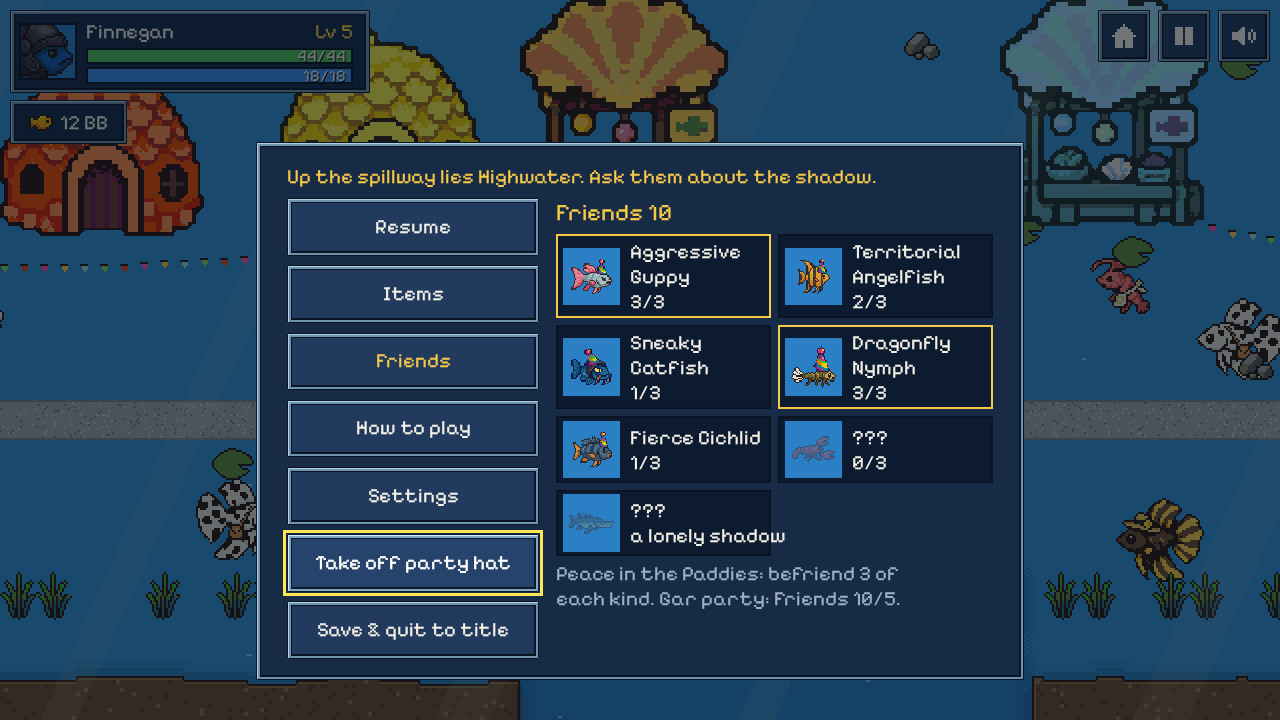 Finnegan Lv 5
44/44
18/18
12 BB
Up the spillway lies Highwater. Ask them about the shadow.
Resume
Items
Friends
How to play
Settings
Take off party hat
Save & quit to title
Friends 10
Aggressive
Guppy
3/3
Territorial
Angelfish
2/3
Sneaky
Catfish
1/3
Dragonfly
Nymph
3/3
Fierce Cichlid
1/3
???
0/3
???
a lonely shadow
Peace in the Paddies: befriend 3 of
each kind. Gar party: Friends 10/5.